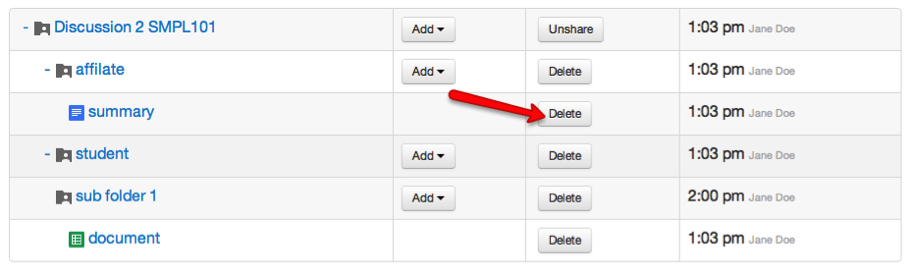 - Discussion 2 SMPL101 Add Unshare 1:03 pm Jane Doe
- affilate Add Delete 1:03 pm Jane Doe
summary Delete 1:03 pm Jane Doe
- student Add Delete 1:03 pm Jane Doe
sub folder 1 Add Delete 2:00 pm Jane Doe
document Delete 1:03 pm Jane Doe